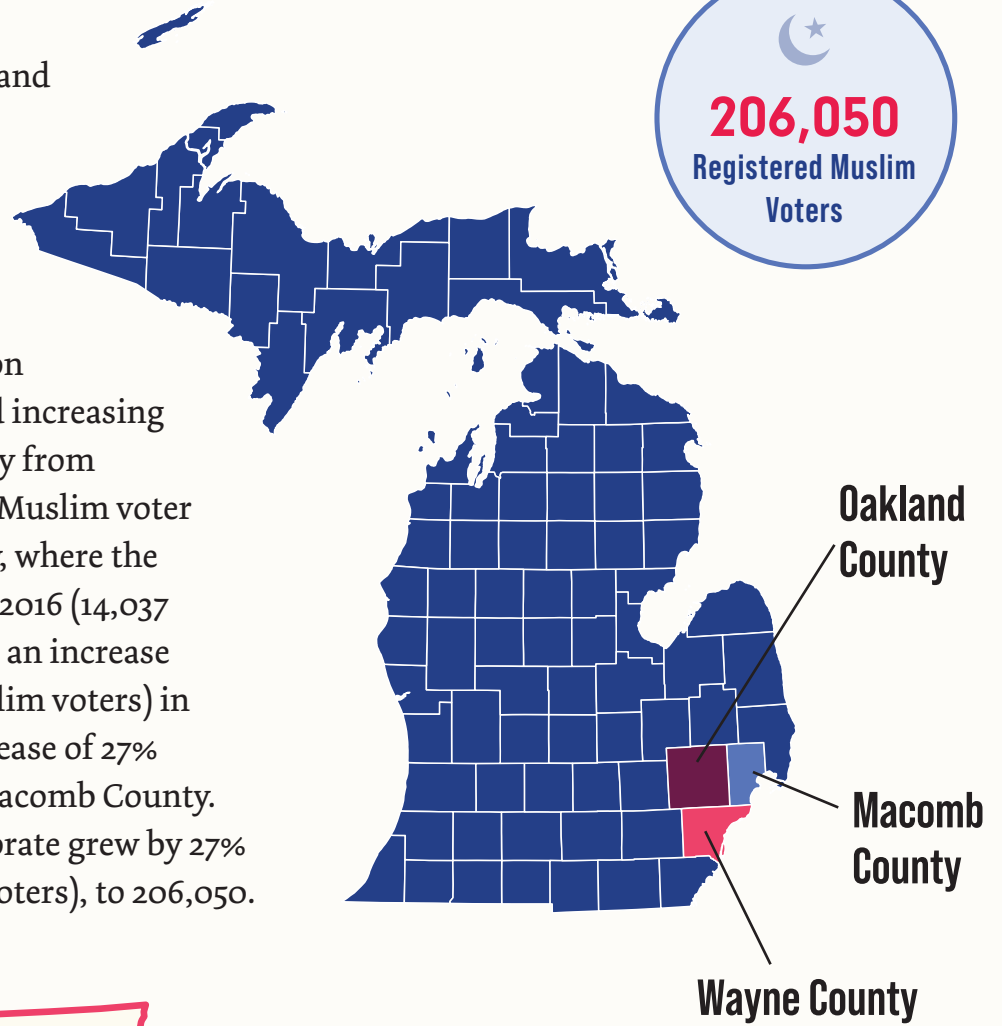 and
206,050
Registered Muslim
Voters
on
increasing
y from
Muslim voter
, where the
2016 (14,037
an increase
lim voters) in
ease of 27%
acomb County.
orate grew by 27%
oters), to 206,050.
Oakland
County
Macomb
County
Wayne County